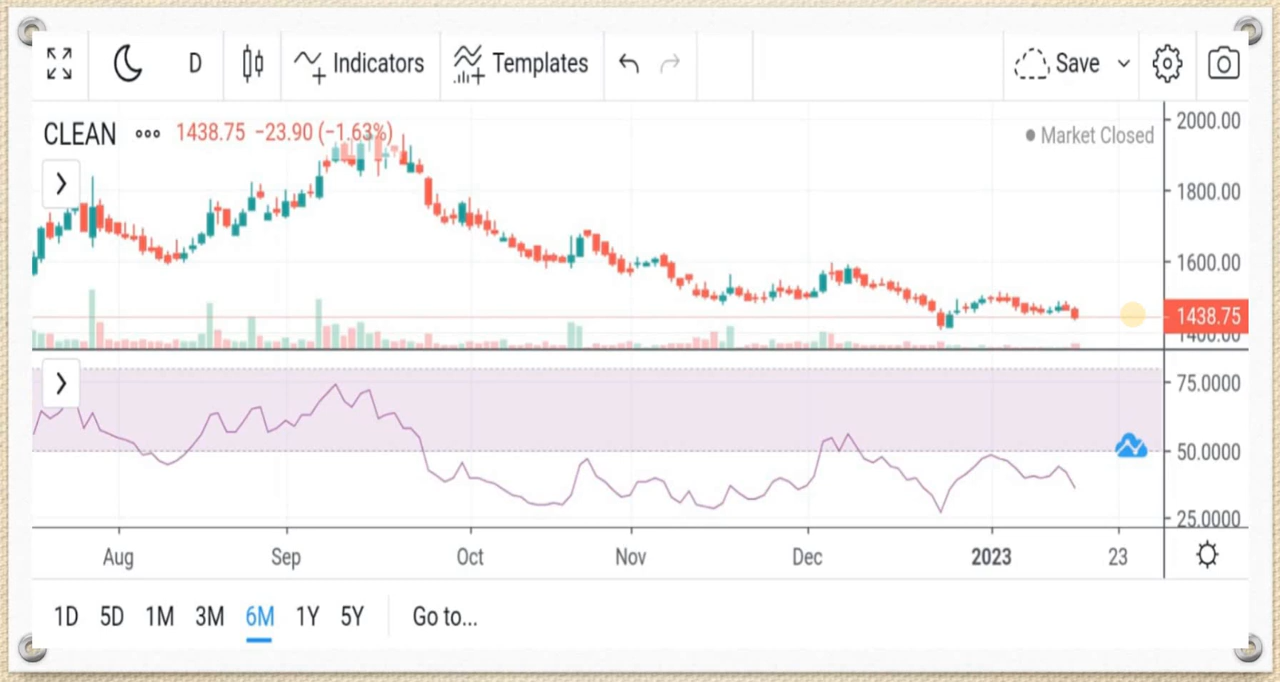 D Indicators Templates Save
CLEAN ooo 1438.75 −23.90 (−1.63%) Market Closed
2000.00
1800.00
1600.00
1438.75
1400.00
75.0000
50.0000
25.0000
Aug Sep Oct Nov Dec 2023 23
1D 5D 1M 3M 6M 1Y 5Y Go to...